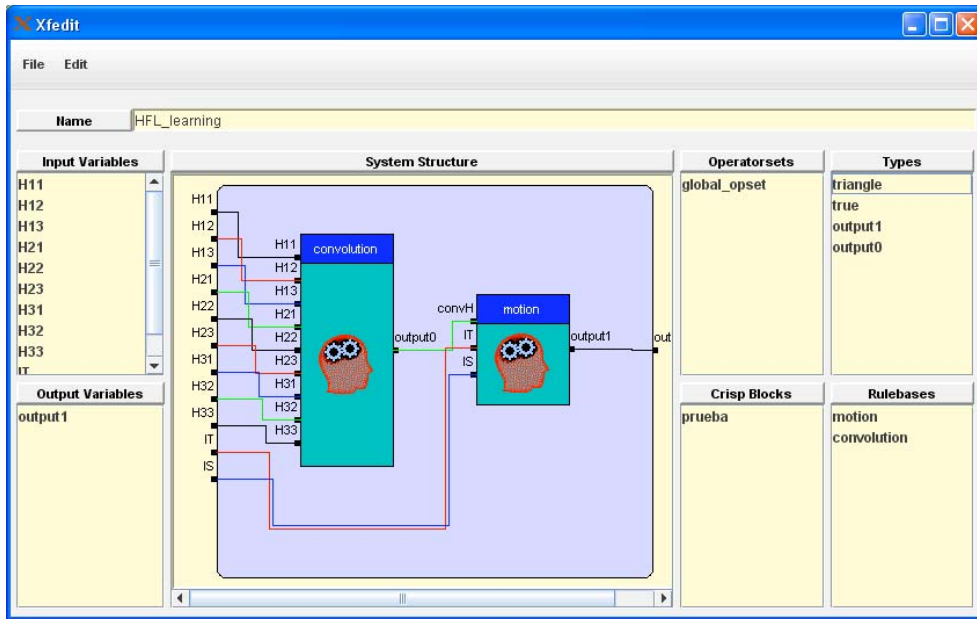 Xfedit
File Edit
Name HFL_learning
Input Variables
H11
H12
H13
H21
H22
H23
H31
H32
H33
IT
Output Variables
output1
System Structure
H11
H12
H13
H21
H22
H23
H31
H32
H33
IT
IS
convolution
H11
H12
H13
H21
H22
H23
H31
H32
H33
output0
motion
convH
IT
IS
output1
out
Operatorsets
global_opset
Types
triangle
true
output1
output0
Crisp Blocks
prueba
Rulebases
motion
convolution